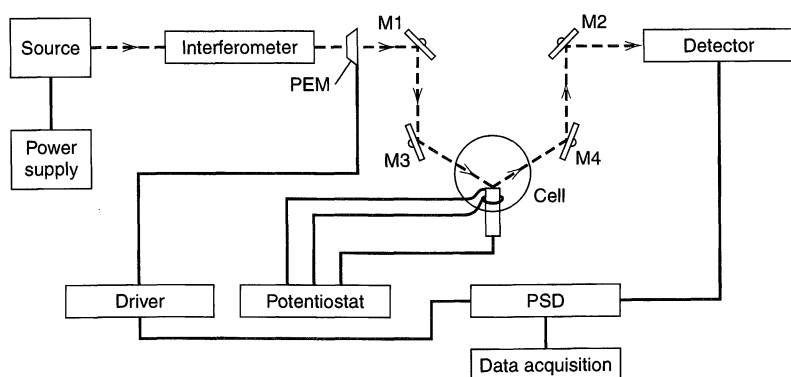 M1
M2
Source
Interferometer
Detector
PEM
Power
supply
M3
M4
Cell
Driver
Potentiostat
PSD
Data acquisition